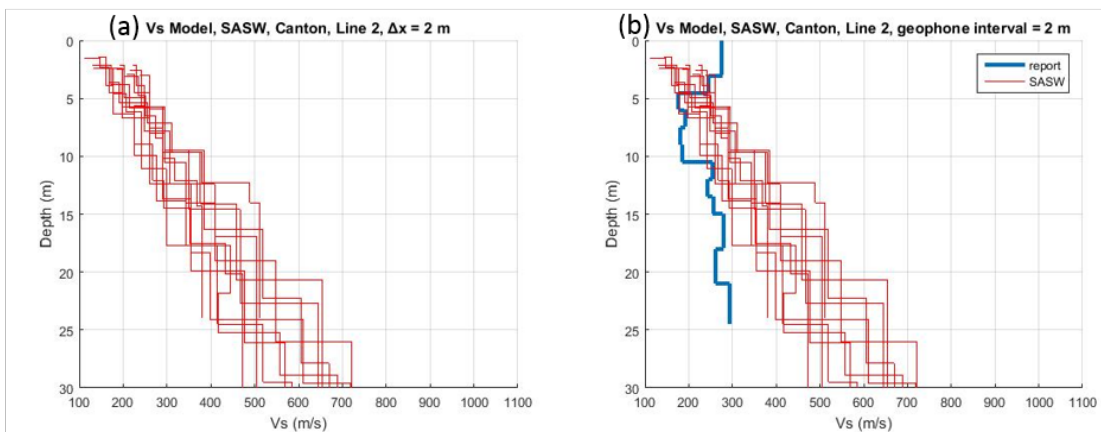 (a)
Vs Model, SASW, Canton, Line 2, Δx = 2 m
0
5
10
15
20
25
30
Depth (m)
100 200 300 400 500 600 700 800 900 1000 1100
Vs (m/s)
(b)
Vs Model, SASW, Canton, Line 2, geophone interval = 2 m
report
SASW
0
5
10
15
20
25
30
Depth (m)
100 200 300 400 500 600 700 800 900 1000 1100
Vs (m/s)